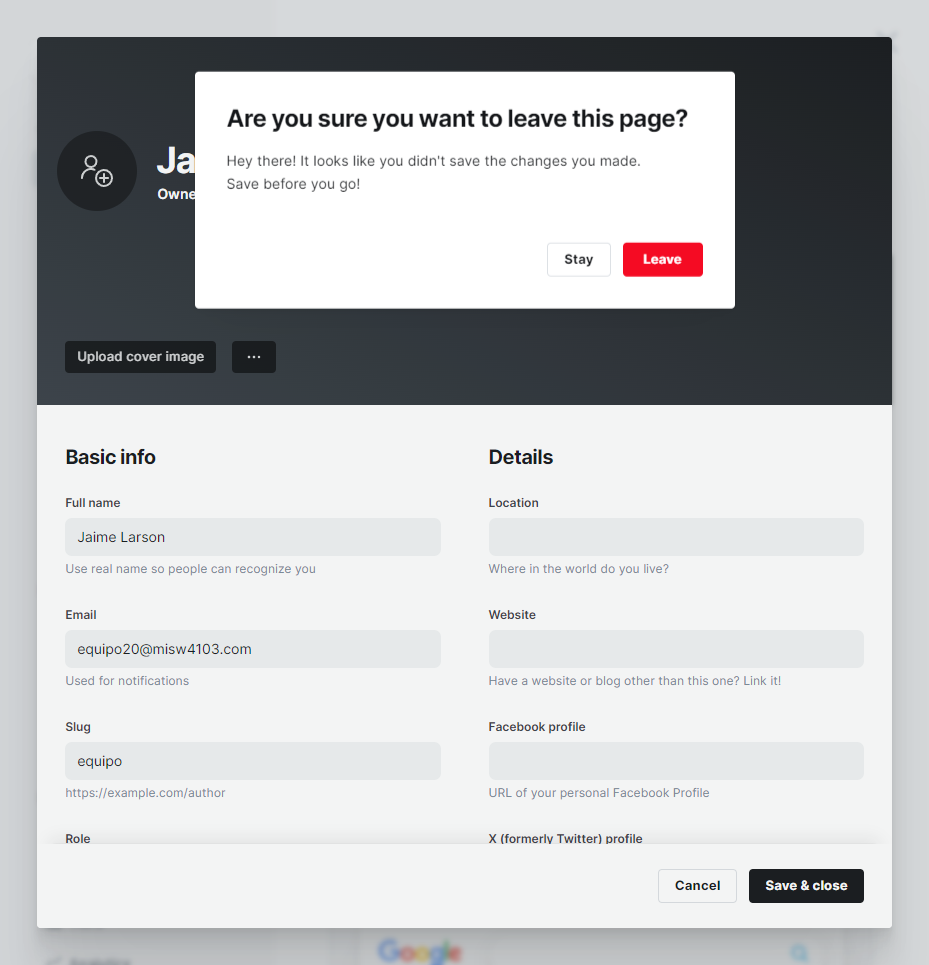 Are you sure you want to leave this page?
Hey there! It looks like you didn't save the changes you made.
Save before you go!
Stay
Leave
Ja
Owne
Upload cover image
...
Basic info
Full name
Jaime Larson
Use real name so people can recognize you
Email
equipo20@misw4103.com
Used for notifications
Slug
equipo
https://example.com/author
Role
Details
Location
Where in the world do you live?
Website
Have a website or blog other than this one? Link it!
Facebook profile
URL of your personal Facebook Profile
X (formerly Twitter) profile
Cancel
Save & close
Analytics
Google